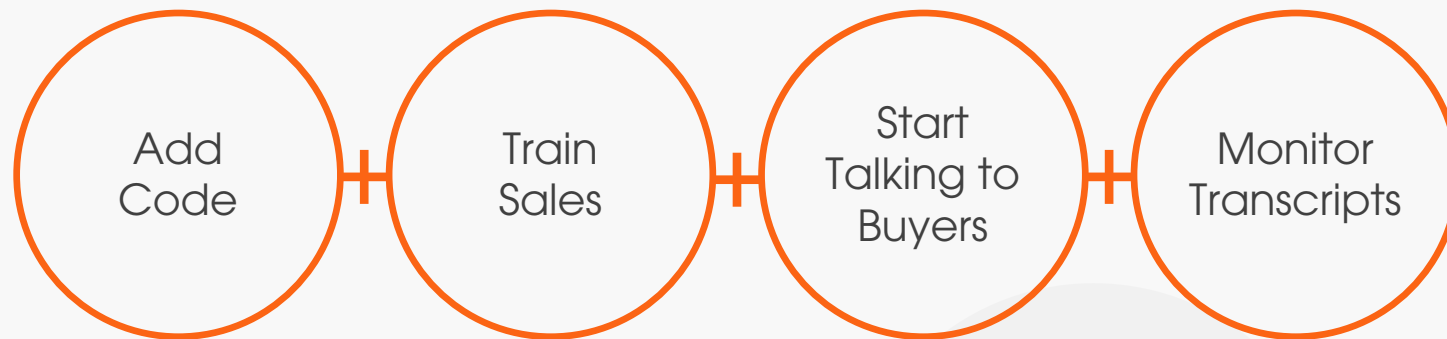 Add
Code
+
Train
Sales
+
Start
Talking to
Buyers
+
Monitor
Transcripts